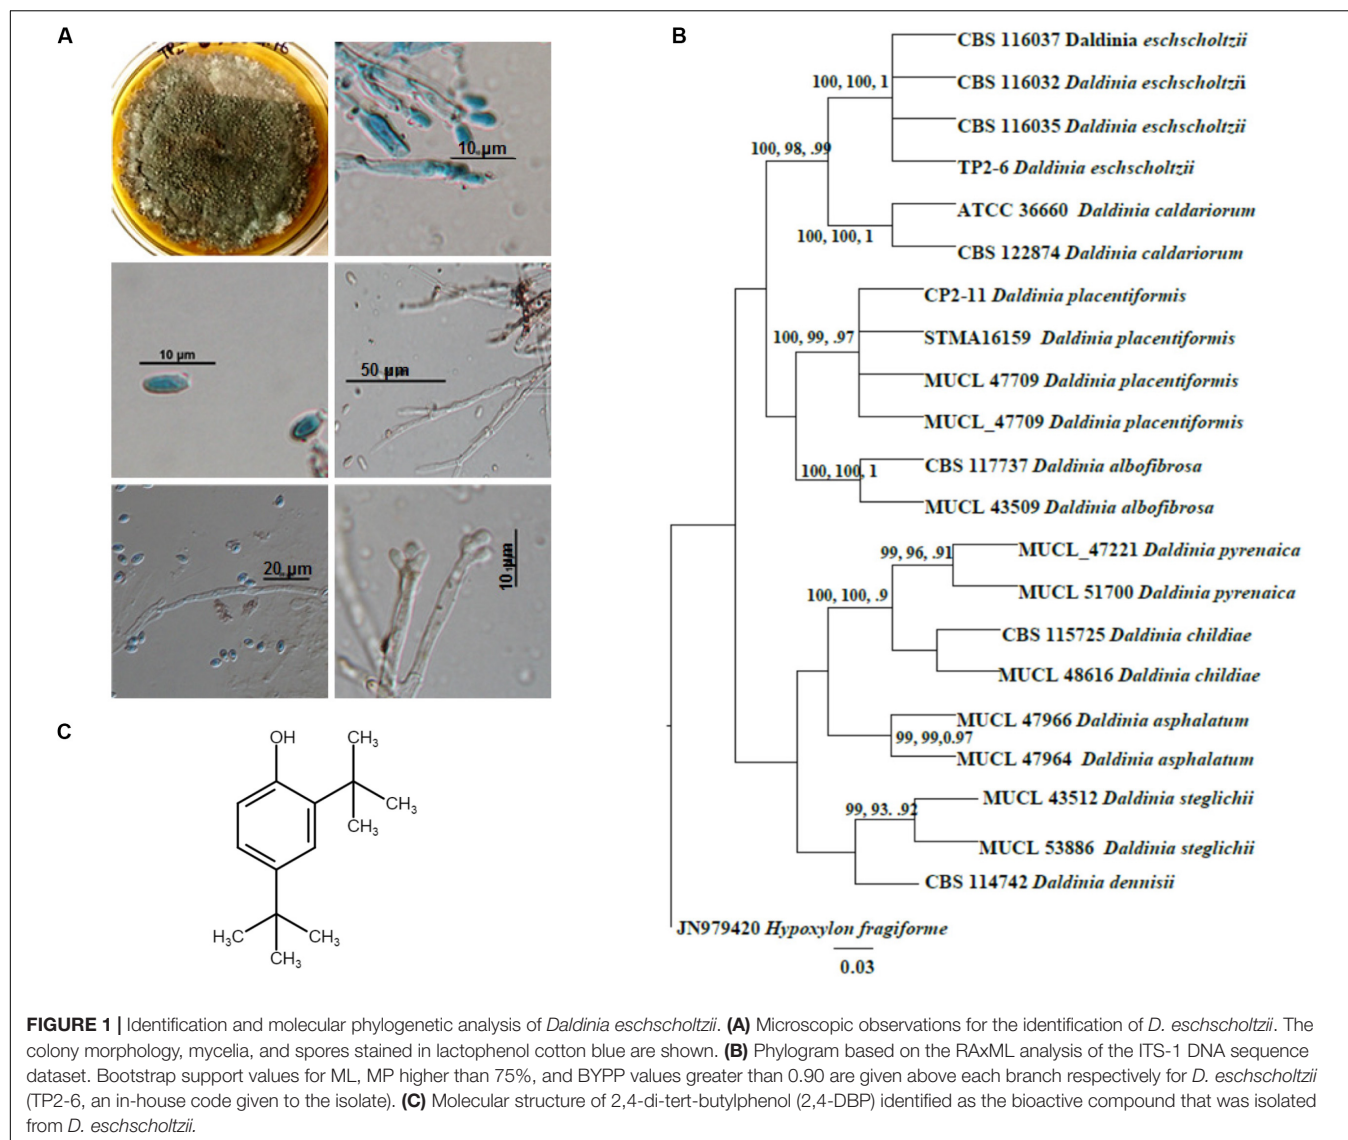 A
10 µm
10 µm
50 µm
20 µm
10 µm
B
CBS 116037 Daldinia eschscholtzii
CBS 116032 Daldinia eschscholtzii
100, 100, 1
CBS 116035 Daldinia eschscholtzii
100, 98, .99
TP2-6 Daldinia eschscholtzii
ATCC 36660 Daldinia caldariorum
100, 100, 1
CBS 122874 Daldinia caldariorum
CP2-11 Daldinia placentiformis
100, 99, .97
STMA16159 Daldinia placentiformis
MUCL 47709 Daldinia placentiformis
MUCL_47709 Daldinia placentiformis
CBS 117737 Daldinia albofibrosa
100, 100, 1
MUCL 43509 Daldinia albofibrosa
99, 96, .91
MUCL_47221 Daldinia pyrenaica
100, 100, .9
MUCL 51700 Daldinia pyrenaica
CBS 115725 Daldinia childiae
MUCL 48616 Daldinia childiae
MUCL 47966 Daldinia asphalatum
99, 99,0.97
MUCL 47964 Daldinia asphalatum
MUCL 43512 Daldinia steglichii
99, 93. .92
MUCL 53886 Daldinia steglichii
CBS 114742 Daldinia dennisii
JN979420 Hypoxylon fragiforme
0.03
C
OH
CH3
CH3
CH3
H3C
CH3
CH3
FIGURE 1 | Identification and molecular phylogenetic analysis of Daldinia eschscholtzii. (A) Microscopic observations for the identification of D. eschscholtzii. The
colony morphology, mycelia, and spores stained in lactophenol cotton blue are shown. (B) Phylogram based on the RAxML analysis of the ITS-1 DNA sequence
dataset. Bootstrap support values for ML, MP higher than 75%, and BYPP values greater than 0.90 are given above each branch respectively for D. eschscholtzii
(TP2-6, an in-house code given to the isolate). (C) Molecular structure of 2,4-di-tert-butylphenol (2,4-DBP) identified as the bioactive compound that was isolated
from D. eschscholtzii.